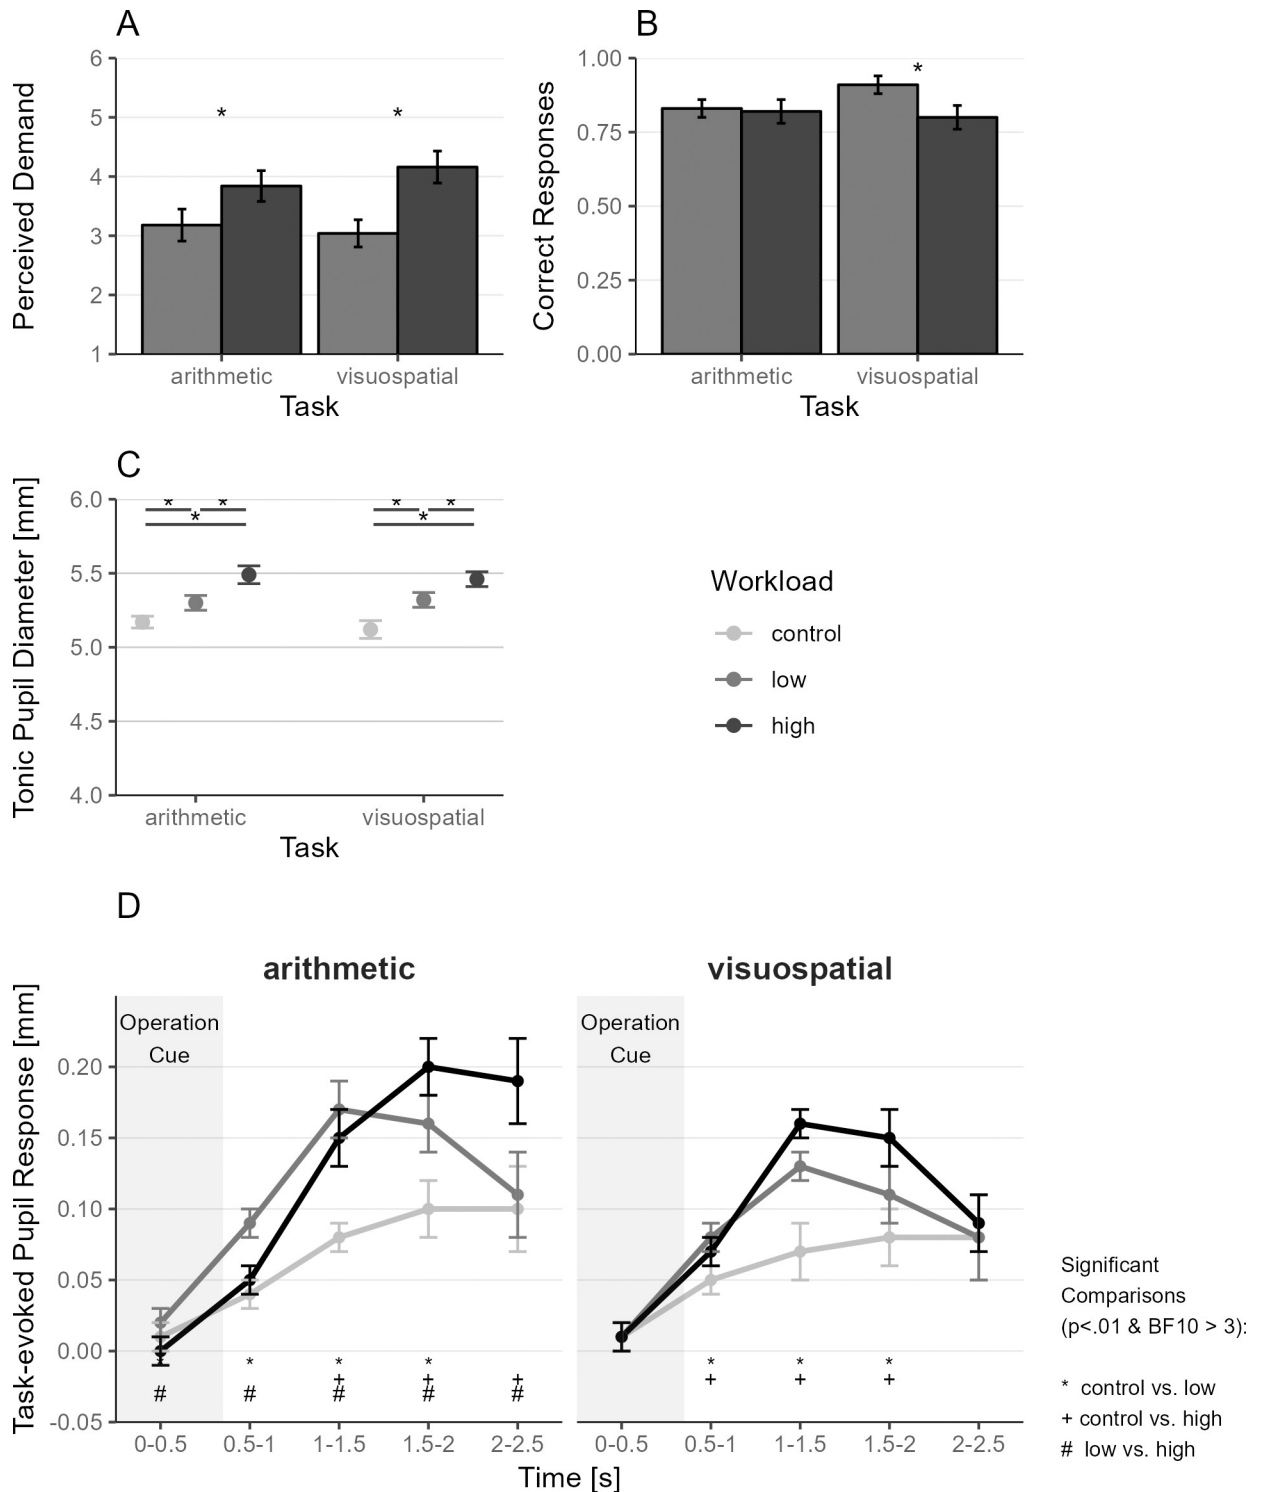 A
Perceived Demand
6
5
4
3
2
1
* *
arithmetic visuospatial
Task
B
Correct Responses
1.00
0.75
0.50
0.25
0.00
*
arithmetic visuospatial
Task
C
Tonic Pupil Diameter [mm]
6.0
5.5
5.0
4.5
4.0
* * * *
* *
arithmetic visuospatial
Task
Workload
control
low
high
D
arithmetic visuospatial
Task-evoked Pupil Response [mm]
Operation
Cue
Operation
Cue
0.20
0.15
0.10
0.05
0.00
-0.05
* * * * * * *
+ + + + + +
# # # # #
0-0.5 0.5-1 1-1.5 1.5-2 2-2.5 0-0.5 0.5-1 1-1.5 1.5-2 2-2.5
Time [s]
Significant
Comparisons
(p<.01 & BF10 > 3):
* control vs. low
+ control vs. high
# low vs. high